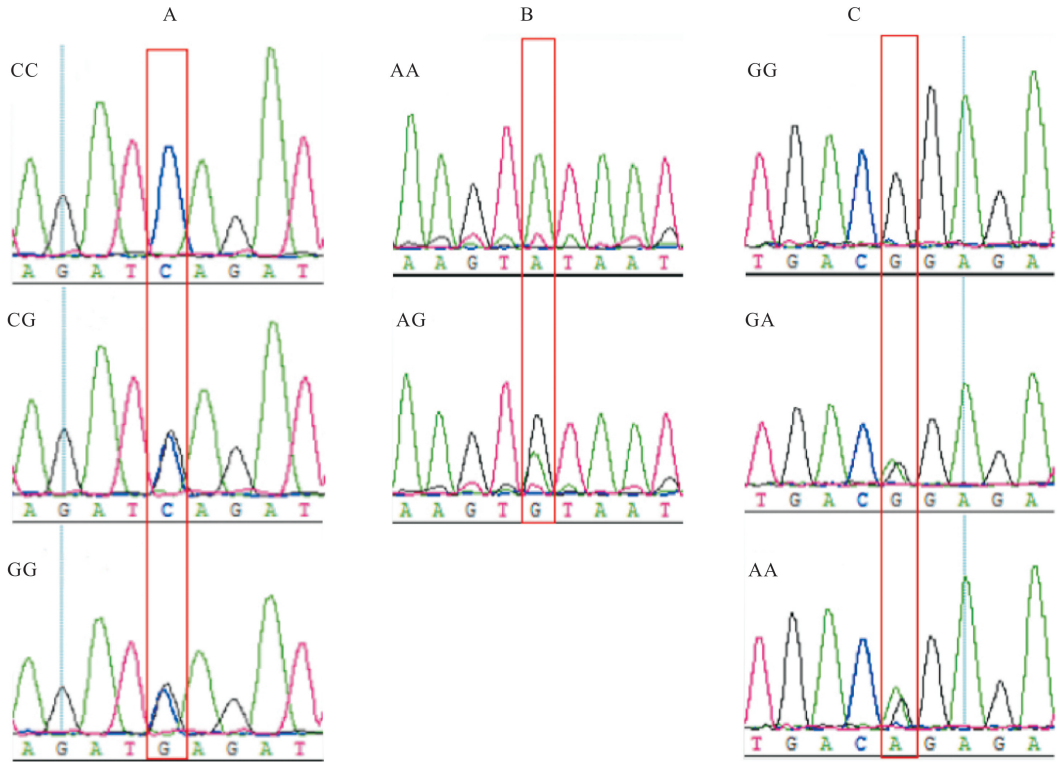 A
CC
A G A T C A G A T
CG
A G A T C A G A T
GG
A G A T G A G A T
B
AA
A A G T A T A A T
AG
A A G T G T A A T
C
GG
T G A C G G A G A
GA
T G A C G G A G A
AA
T G A C A G A G A